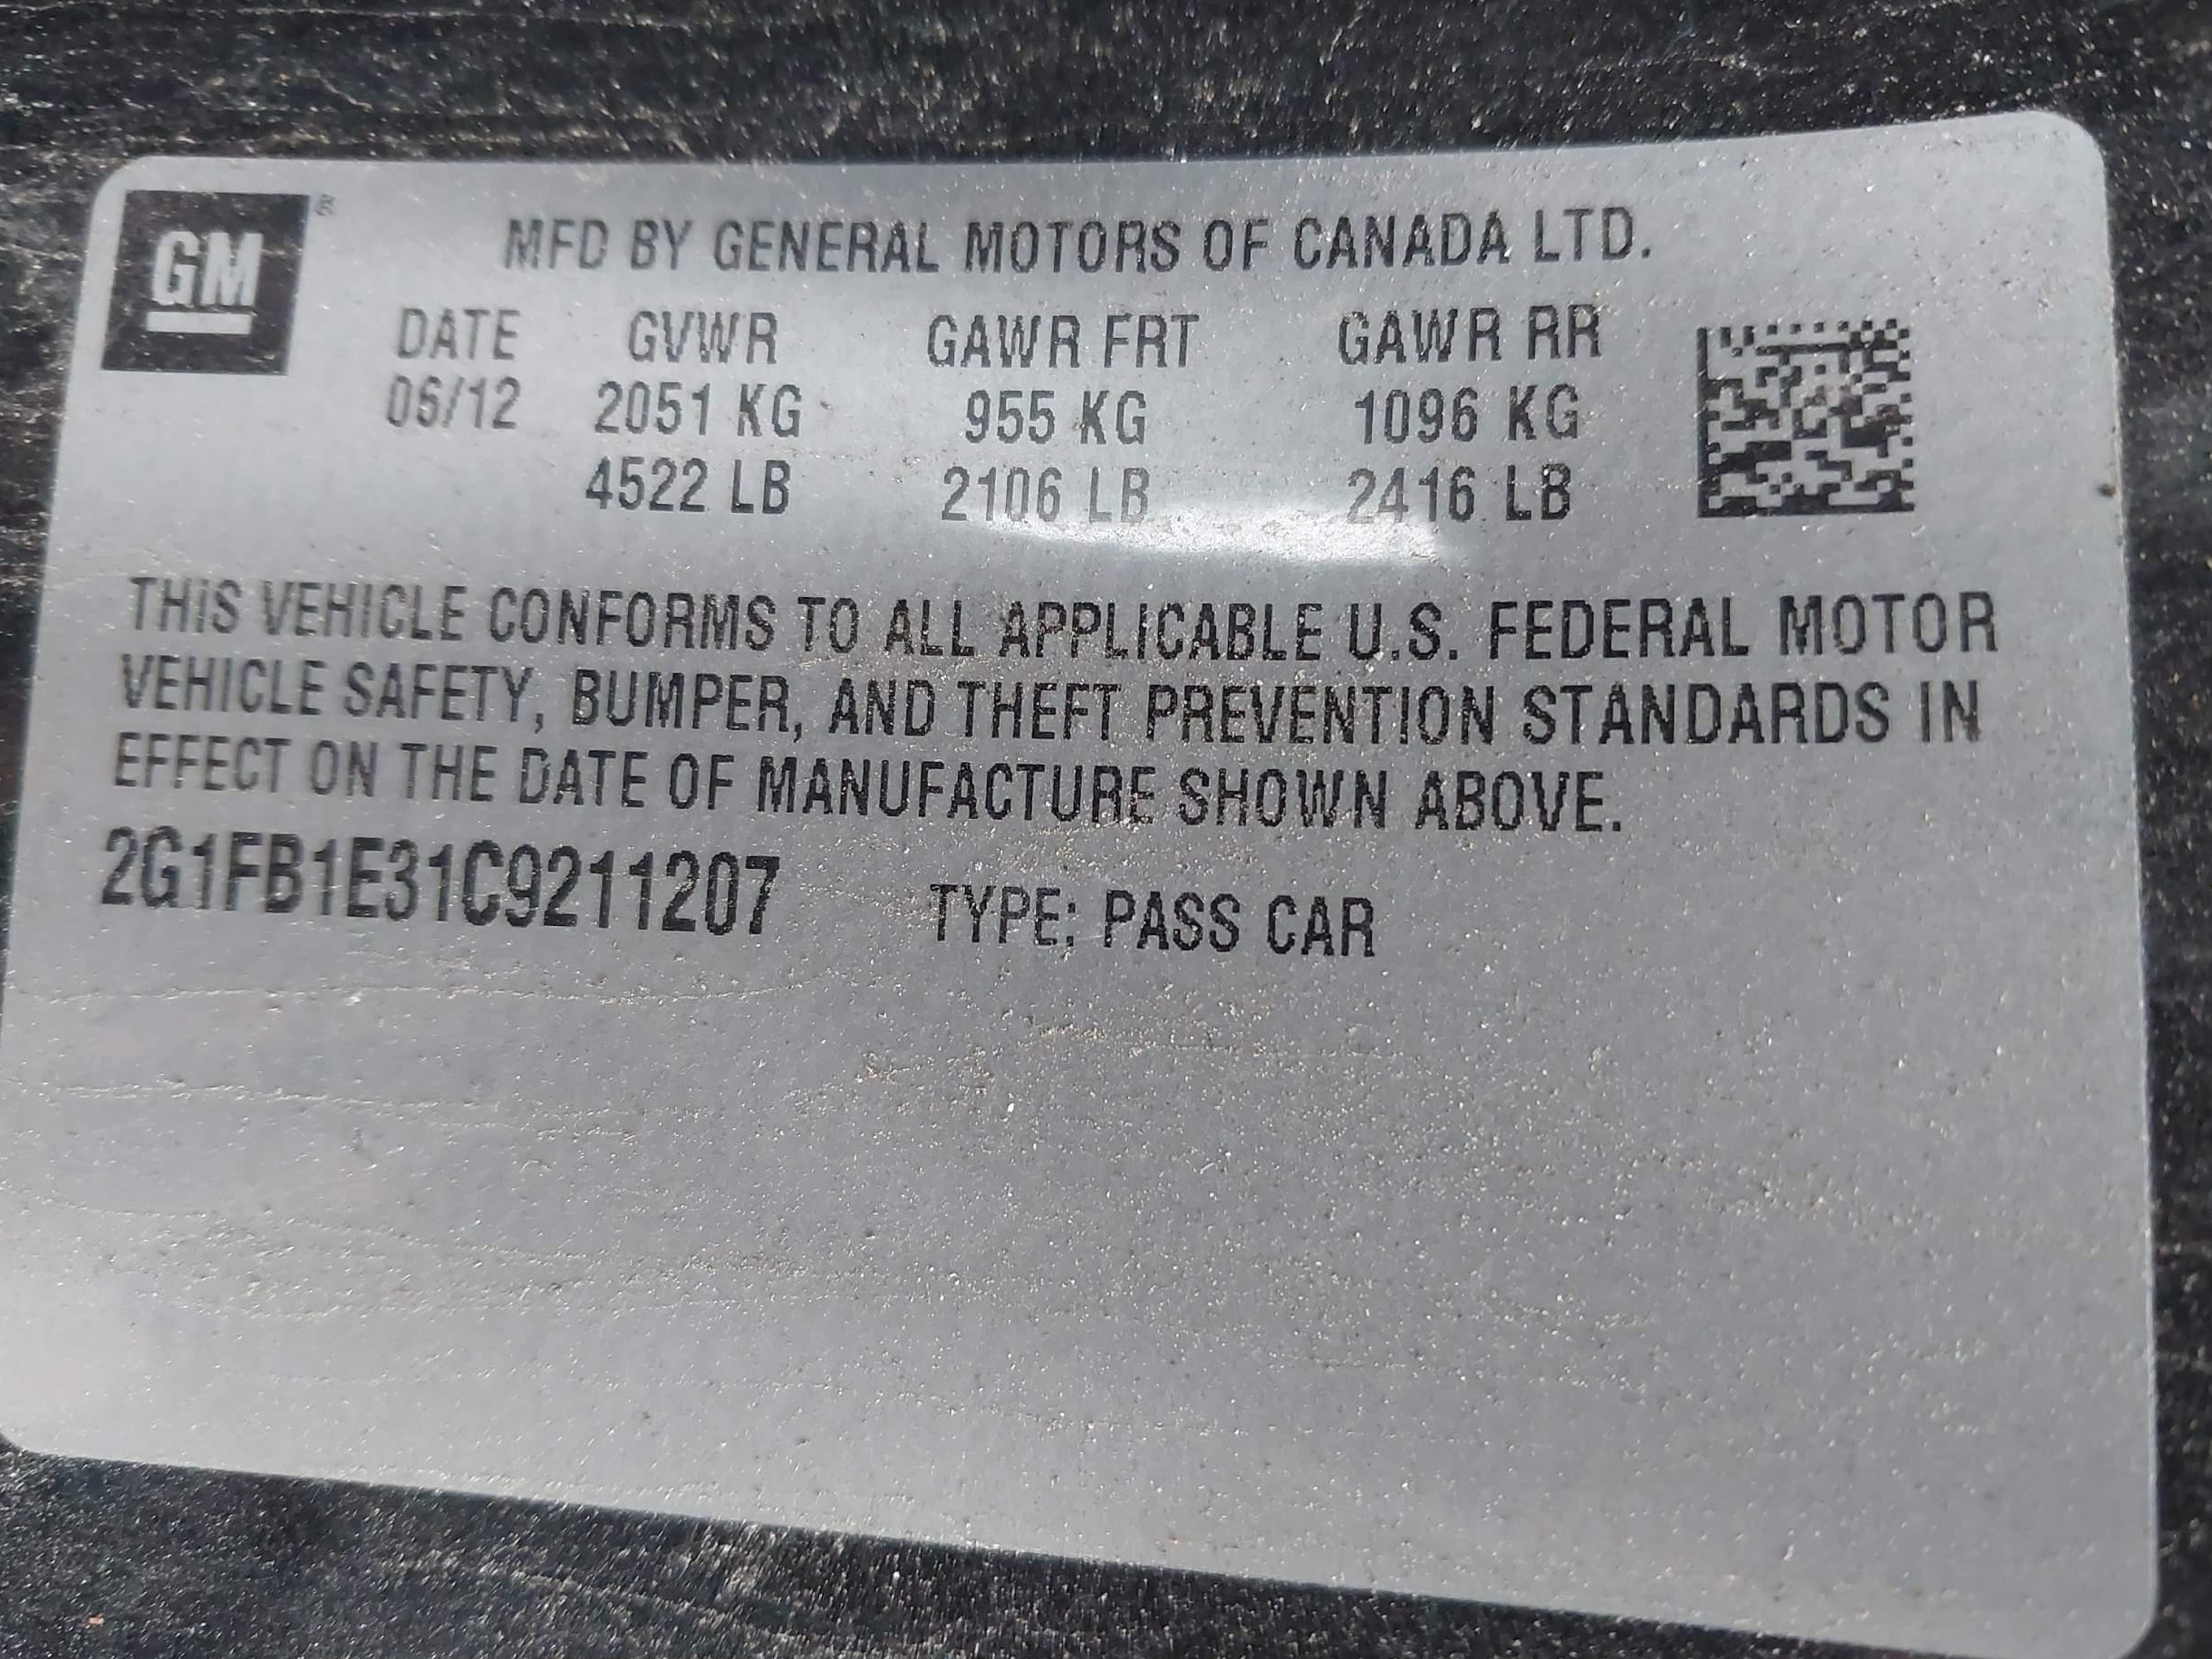 GM ®
MFD BY GENERAL MOTORS OF CANADA LTD.
DATE GVWR GAWR FRT GAWR RR
06/12 2051 KG 955 KG 1096 KG
4522 LB 2106 LB 2416 LB
THIS VEHICLE CONFORMS TO ALL APPLICABLE U.S. FEDERAL MOTOR
VEHICLE SAFETY, BUMPER, AND THEFT PREVENTION STANDARDS IN
EFFECT ON THE DATE OF MANUFACTURE SHOWN ABOVE.
2G1FB1E31C9211207 TYPE: PASS CAR